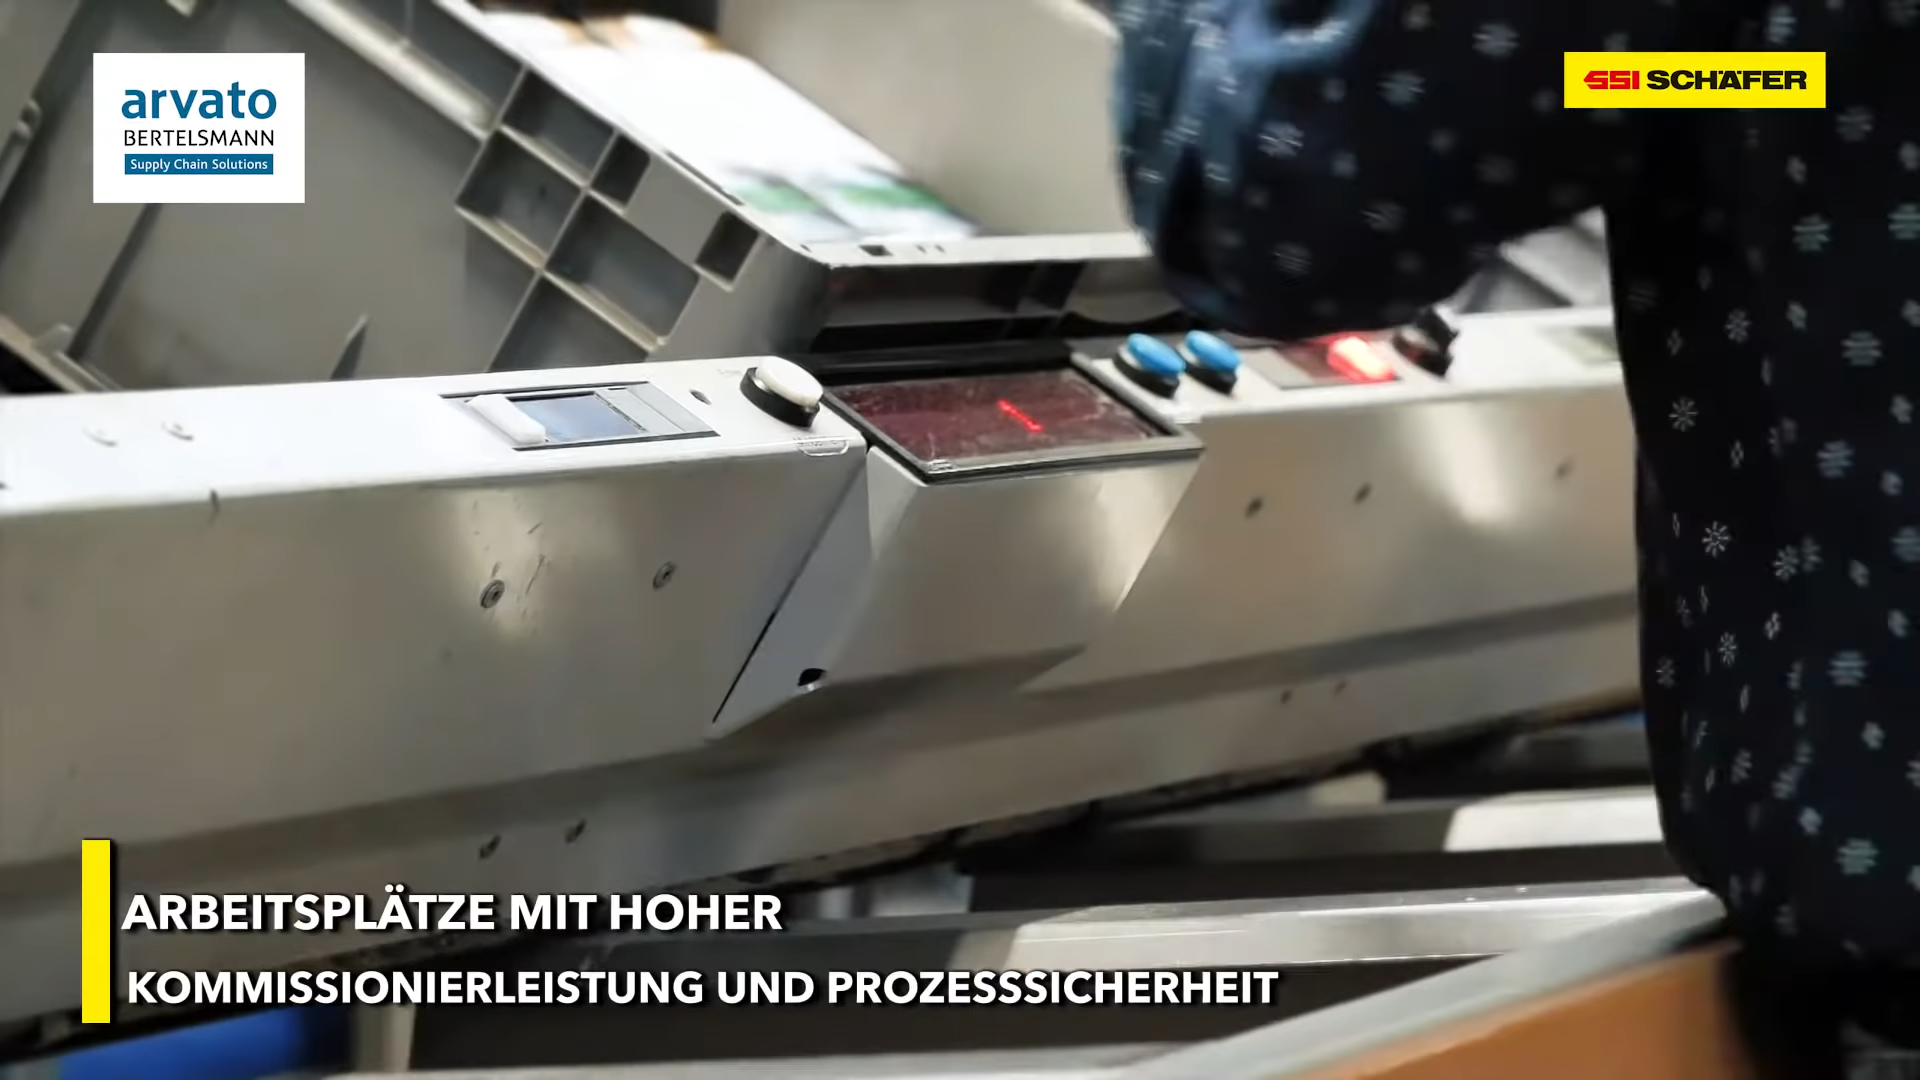 arvato
BERTELSMANN
Supply Chain Solutions
SSI SCHÄFER
ARBEITSPLÄTZE MIT HOHER
KOMMISSIONIERLEISTUNG UND PROZESSSICHERHEIT